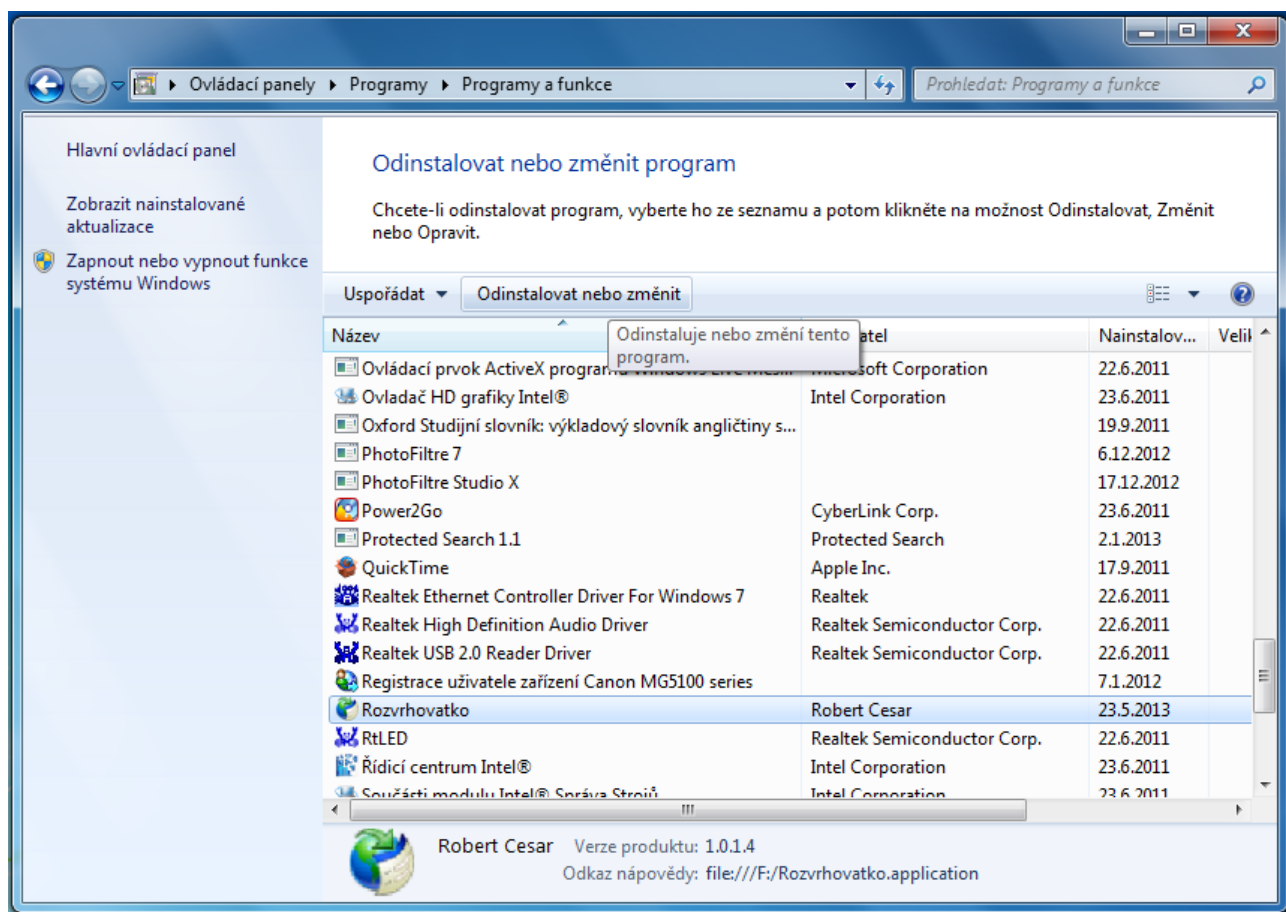 Ovládací panely Programy Programy a funkce Prohledat: Programy a funkce
Hlavní ovládací panel
Zobrazit nainstalované
aktualizace
Zapnout nebo vypnout funkce
systému Windows
Odinstalovat nebo změnit program
Chcete-li odinstalovat program, vyberte ho ze seznamu a potom klikněte na možnost Odinstalovat, Změnit
nebo Opravit.
Uspořádat Odinstalovat nebo změnit
Odinstaluje nebo změní tento
program.
Název Nainstalov...
Ovládací prvok ActiveX 22.6.2011
Ovladač HD grafiky Intel® Intel Corporation 23.6.2011
Oxford Studijní slovník: výkladový slovník angličtiny s... 19.9.2011
PhotoFiltre 7 6.12.2012
PhotoFiltre Studio X 17.12.2012
Power2Go CyberLink Corp. 23.6.2011
Protected Search 1.1 Protected Search 2.1.2013
QuickTime Apple Inc. 17.9.2011
Realtek Ethernet Controller Driver For Windows 7 Realtek 22.6.2011
Realtek High Definition Audio Driver Realtek Semiconductor Corp. 22.6.2011
Realtek USB 2.0 Reader Driver Realtek Semiconductor Corp. 22.6.2011
Registrace uživatele zařízení Canon MG5100 series 7.1.2012
Rozvrhovatko Robert Cesar 23.5.2013
RtLED Realtek Semiconductor Corp. 22.6.2011
Řídicí centrum Intel® Intel Corporation 23.6.2011
Součásti modulu Intel® Správa Strojů Intel Corporation 23.6.2011
Robert Cesar Verze produktu: 1.0.1.4
Odkaz nápovědy: file:///F:/Rozvrhovatko.application